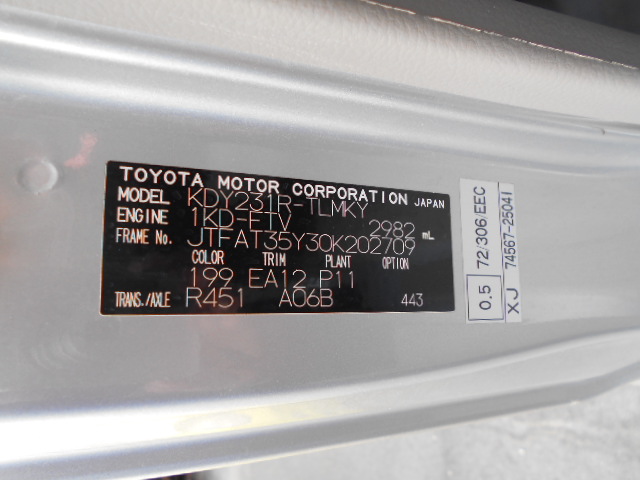 TOYOTA MOTOR CORPORATION JAPAN
MODEL KDY231R-TLMKY
ENGINE 1KD-FTV 2982 mL
FRAME NO. JTFAT35Y30K202709
COLOR TRIM PLANT OPTION
199 EA12 P11
TRANS./AXLE R451 A06B 443
0.5 72/306/EEC
XJ 74567-25041